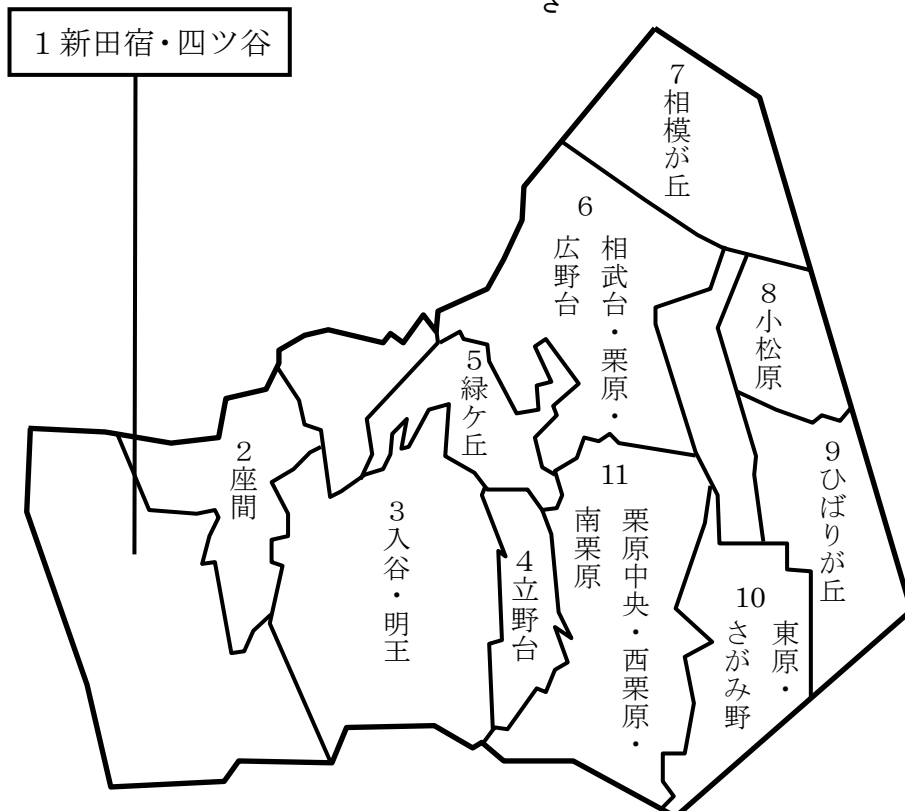 さ
1 新田宿・四ツ谷
7 相模が丘
6
相武台・栗原・
広野台
8 小松原
5 緑ケ丘
2 座間
9 ひばりが丘
3 入谷・明王
4 立野台
11
栗原中央・西栗原・
南栗原
10
東原・
さがみ野